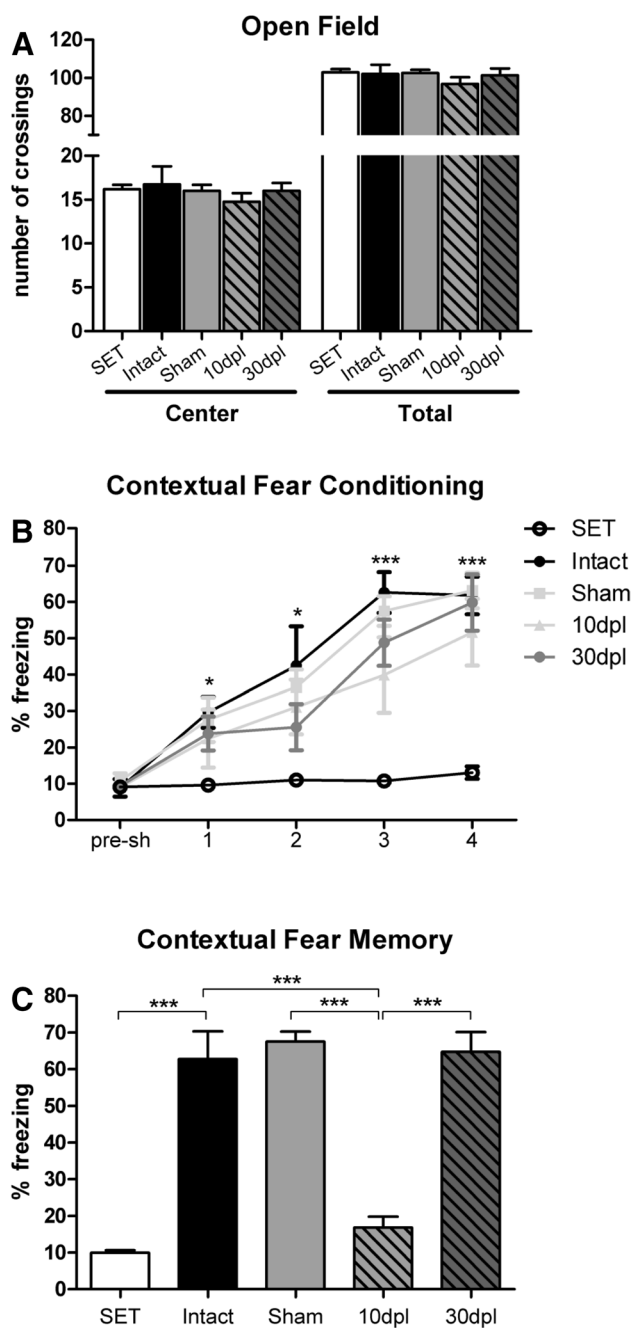 A
Open Field
number of crossings
120
100
80
20
15
10
5
0
SET Intact Sham 10dpl 30dpl SET Intact Sham 10dpl 30dpl
Center Total
Contextual Fear Conditioning
B
% freezing
80
70
60
50
40
30
20
10
0
* * *** ***
pre-sh 1 2 3 4
SET
Intact
Sham
10dpl
30dpl
Contextual Fear Memory
C
% freezing
80
70
60
50
40
30
20
10
0
***
*** *** ***
SET Intact Sham 10dpl 30dpl